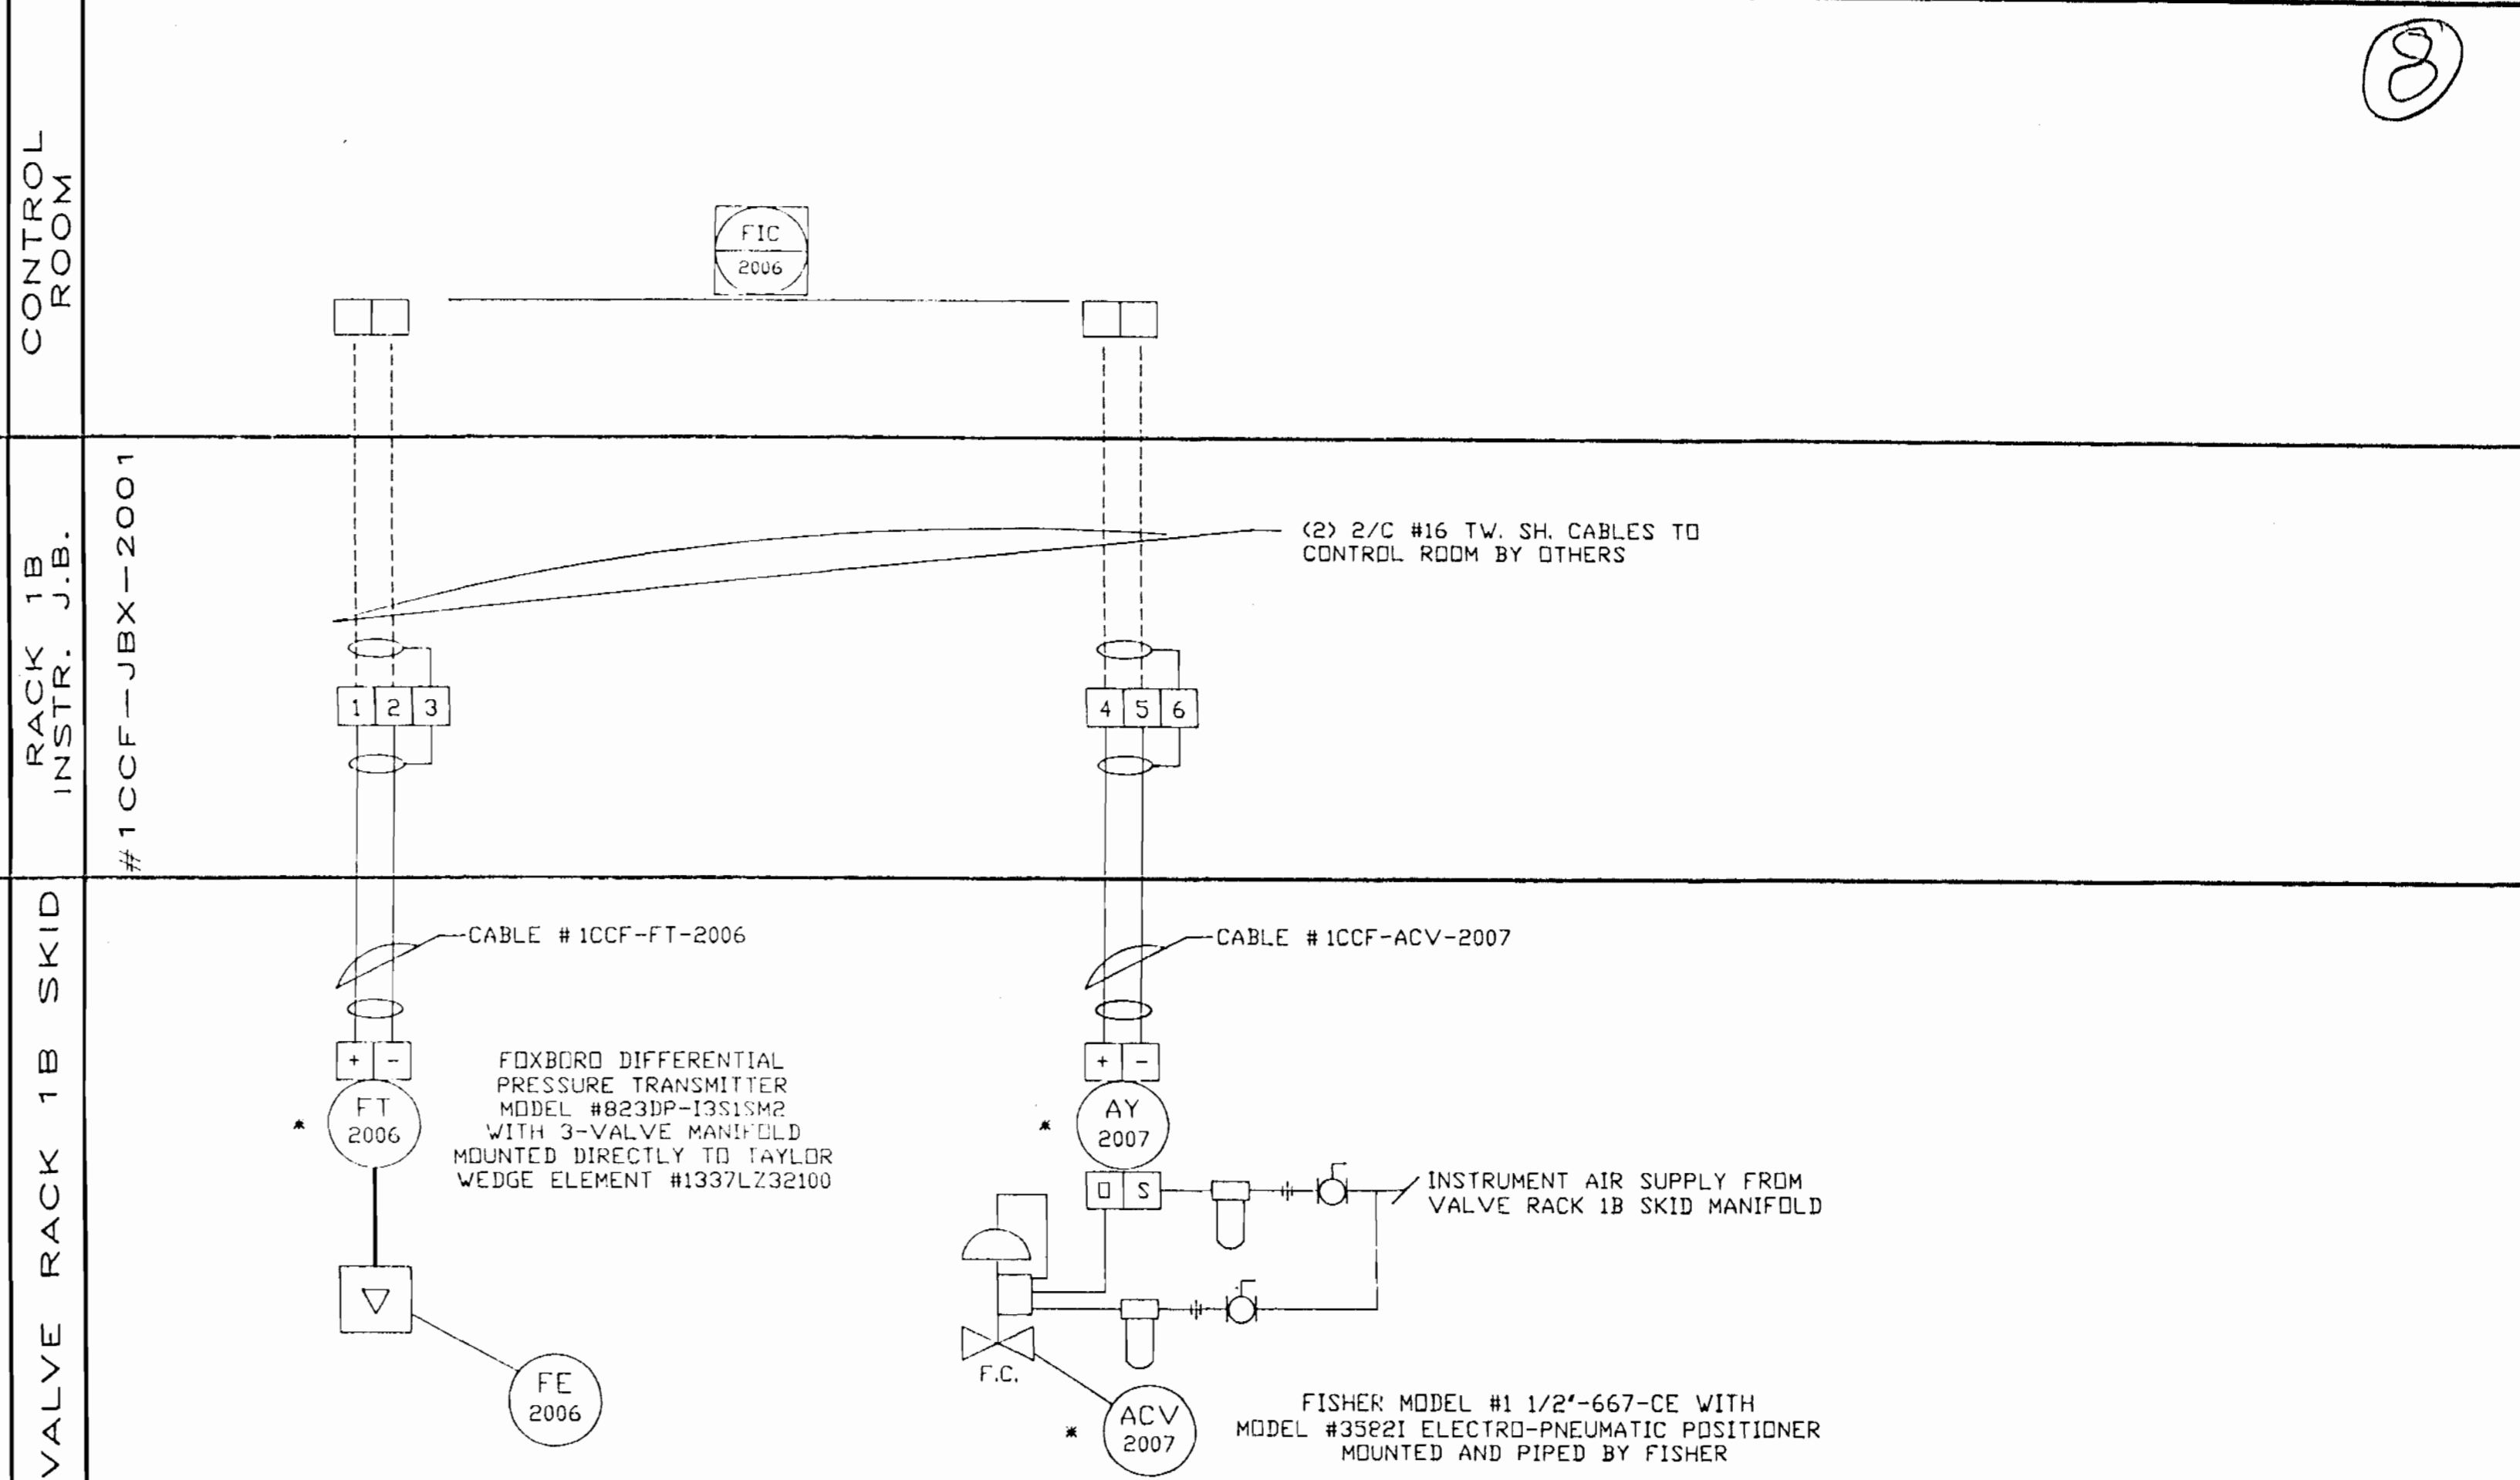 8
CONTROL
ROOM
FIC
2006
RACK 1B
INSTR. J.B.
#1CCF-JBX-2001
(2) 2/C #16 TW. SH. CABLES TO
CONTROL ROOM BY OTHERS
1 2 3
4 5 6
VALVE RACK 1B SKID
CABLE #1CCF-FT-2006
CABLE #1CCF-ACV-2007
+ -
+ -
* FT
2006
FOXBORO DIFFERENTIAL
PRESSURE TRANSMITTER
MODEL #823DP-I3S1SM2
WITH 3-VALVE MANIFOLD
MOUNTED DIRECTLY TO TAYLOR
WEDGE ELEMENT #1337LZ32100
* AY
2007
O S
INSTRUMENT AIR SUPPLY FROM
VALVE RACK 1B SKID MANIFOLD
F.C.
FE
2006
* ACV
2007
FISHER MODEL #1 1/2"-667-CE WITH
MODEL #3582I ELECTRO-PNEUMATIC POSITIONER
MOUNTED AND PIPED BY FISHER